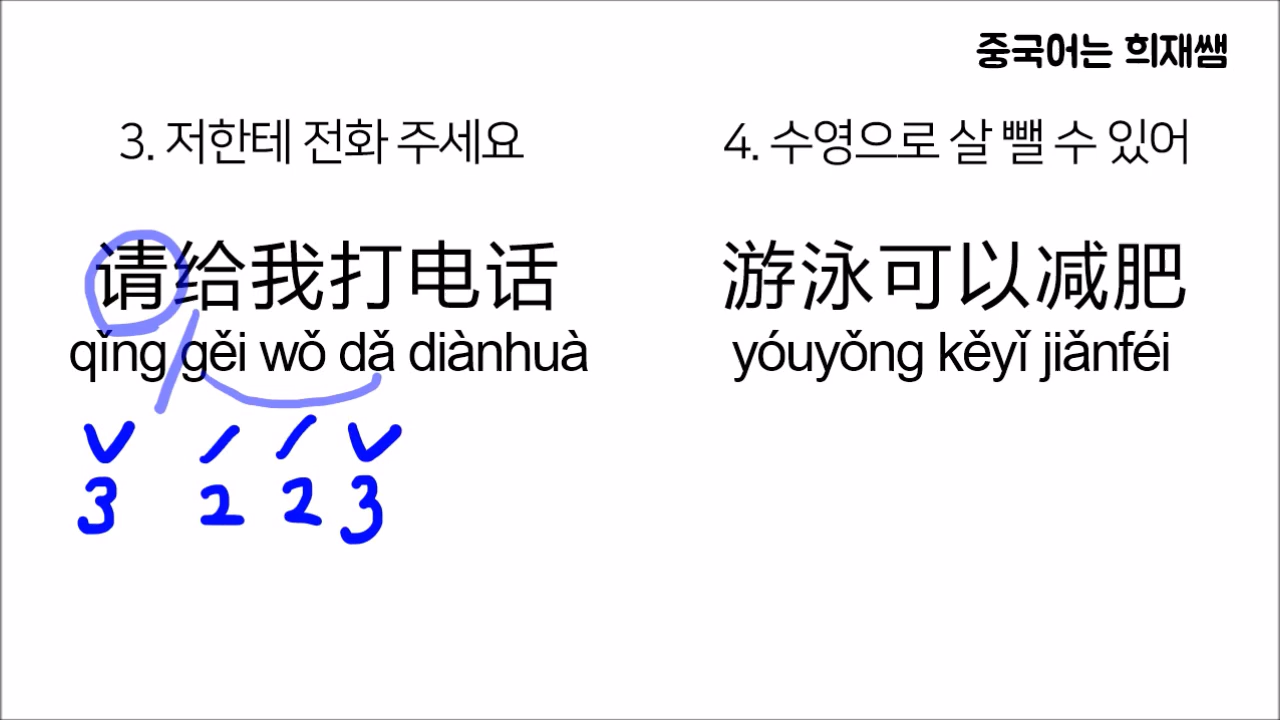 중국어는 희재쌤
3. 저한테 전화 주세요
请给我打电话
qǐng gěi wǒ dǎ diànhuà
3 2 2 3
4. 수영으로 살 뺄 수 있어
游泳可以减肥
yóuyǒng kěyǐ jiǎnféi